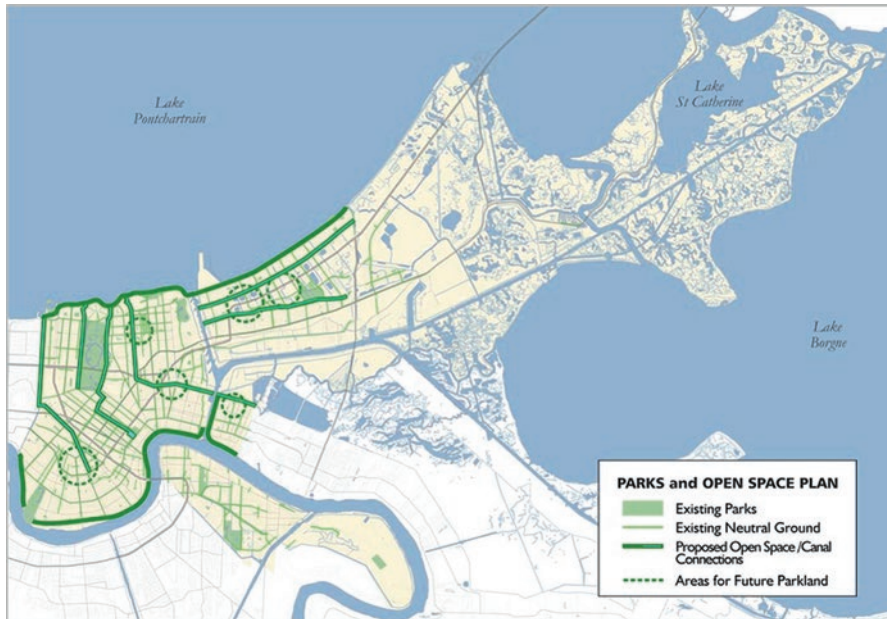 Lake
Pontchartrain
Lake
St Catherine
Lake
Borgne
PARKS and OPEN SPACE PLAN
Existing Parks
Existing Neutral Ground
Proposed Open Space/Canal
Connections
Areas for Future Parkland